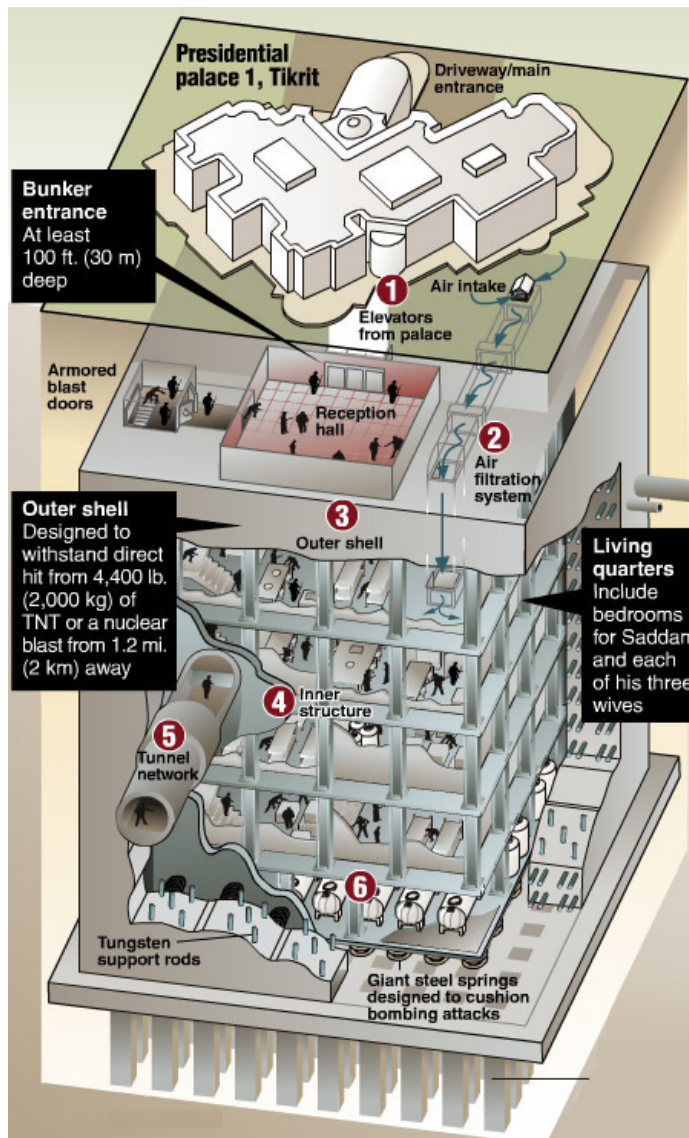 Presidential
palace 1, Tikrit
Driveway/main
entrance
Bunker
entrance
At least
100 ft. (30 m)
deep
1
Elevators
from palace
Air intake
Armored
blast
doors
Reception
hall
2
Air
filtration
system
3
Outer shell
Outer shell
Designed to
withstand direct
hit from 4,400 lb.
(2,000 kg) of
TNT or a nuclear
blast from 1.2 mi.
(2 km) away
Living
quarters
Include
bedrooms
for Saddam
and each
of his three
wives
4
Inner
structure
5
Tunnel
network
6
Tungsten
support rods
Giant steel springs
designed to cushion
bombing attacks